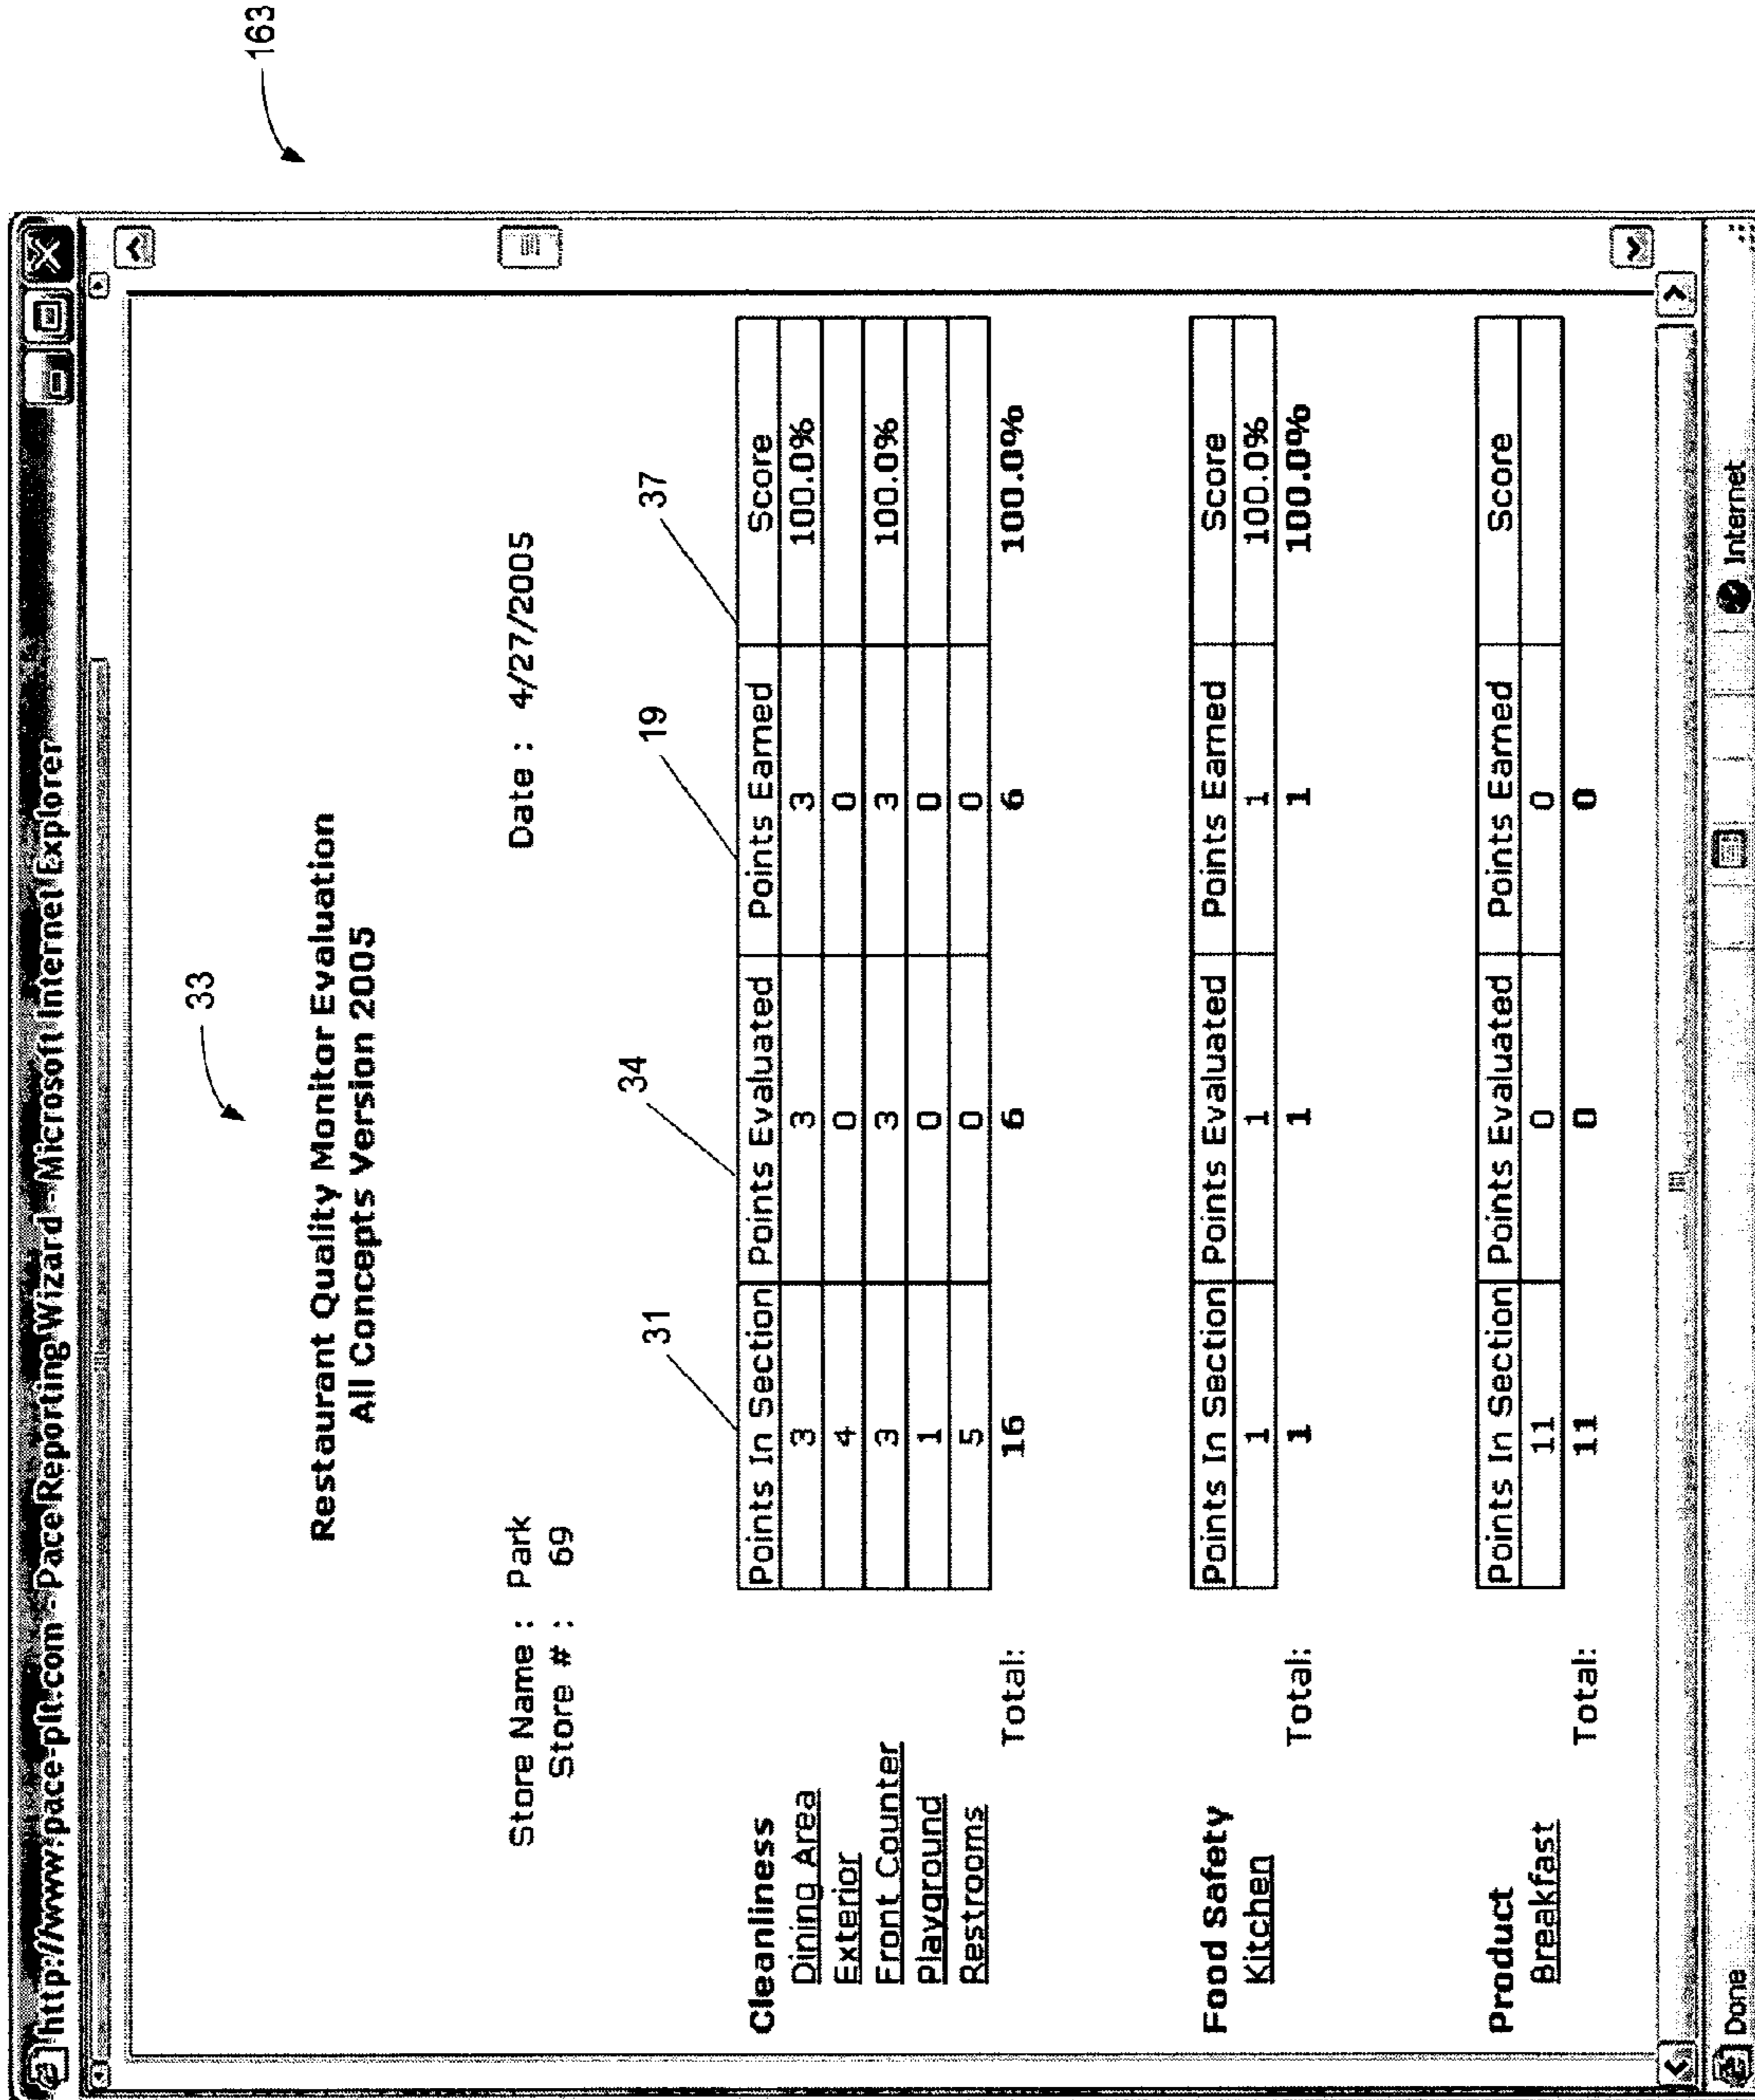 http://www.pace-plt.com - Pace Reporting Wizard - Microsoft Internet Explorer
163
33
Restaurant Quality Monitor Evaluation
All Concepts Version 2005
Store Name : Park Date : 4/27/2005
Store # : 69
31 34 19 37
Cleanliness Points In Section Points Evaluated Points Earned Score
Dining Area 3 3 3 100.0%
Exterior 4 0 0
Front Counter 3 3 3 100.0%
Playground 1 0 0
Restrooms 5 0 0
Total: 16 6 6 100.0%
Food Safety Points In Section Points Evaluated Points Earned Score
Kitchen 1 1 1 100.0%
Total: 1 1 1 100.0%
Product Points In Section Points Evaluated Points Earned Score
Breakfast 11 0 0
Total: 11 0 0
Done Internet